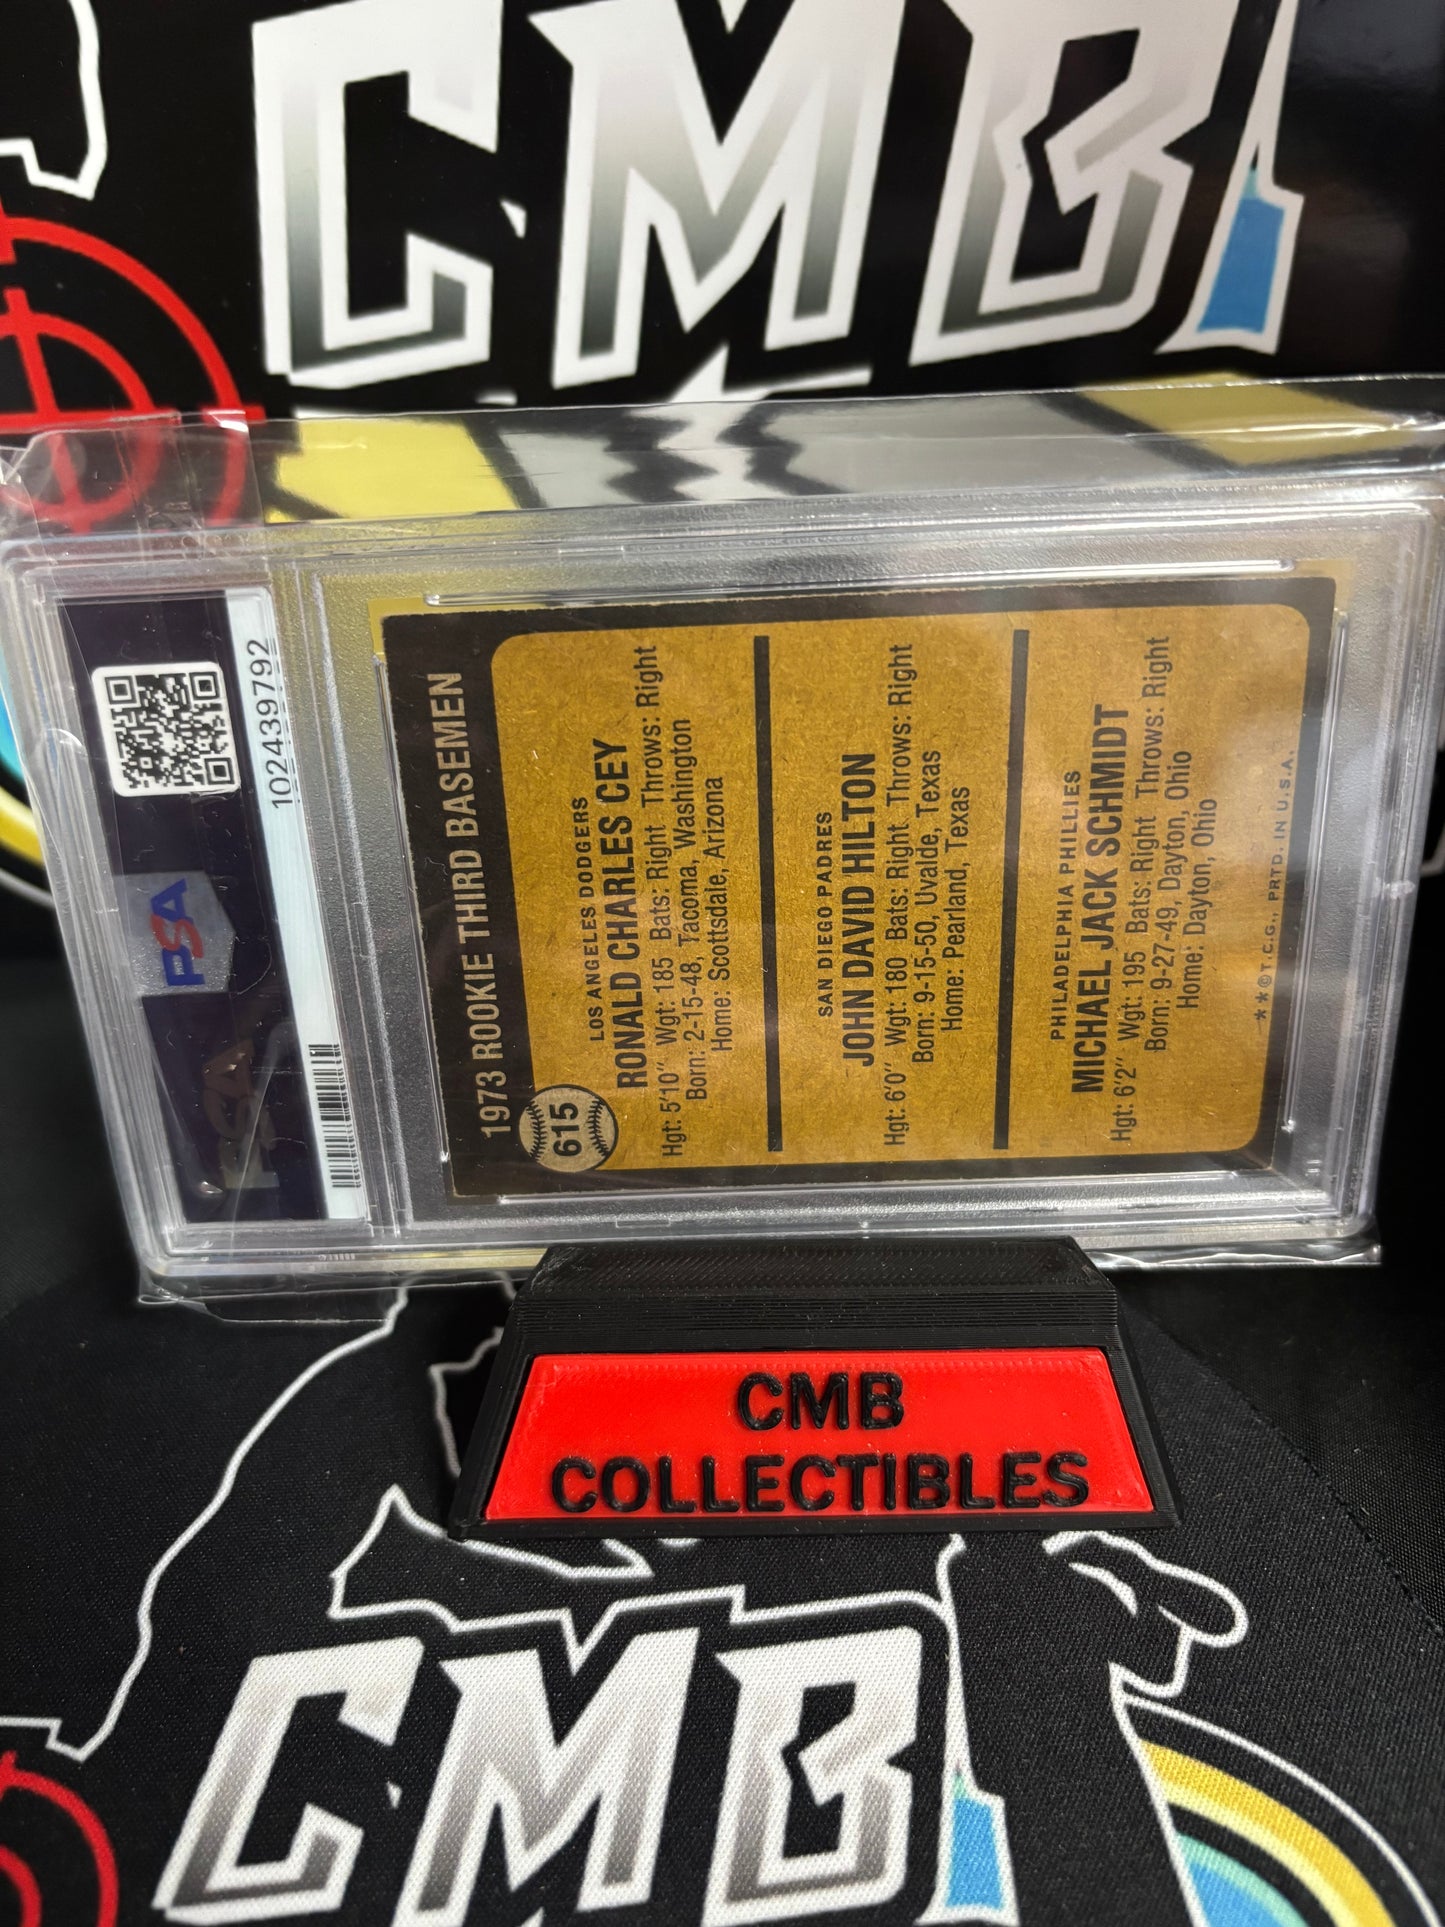 CMB
PSA
102439792
1973 ROOKIE THIRD BASEMEN
615
LOS ANGELES DODGERS
RONALD CHARLES CEY
Hgt: 5'10" Wgt: 185 Bats: Right Throws: Right
Born: 2-15-48, Tacoma, Washington
Home: Scottsdale, Arizona
SAN DIEGO PADRES
JOHN DAVID HILTON
Hgt: 6'0" Wgt: 180 Bats: Right Throws: Right
Born: 9-15-50, Uvalde, Texas
Home: Pearland, Texas
PHILADELPHIA PHILLIES
MICHAEL JACK SCHMIDT
Hgt: 6'2" Wgt: 195 Bats: Right Throws: Right
Born: 9-27-49, Dayton, Ohio
Home: Dayton, Ohio
**©T.C.G., PRTD. IN U.S.A.
CMB
COLLECTIBLES
CMB